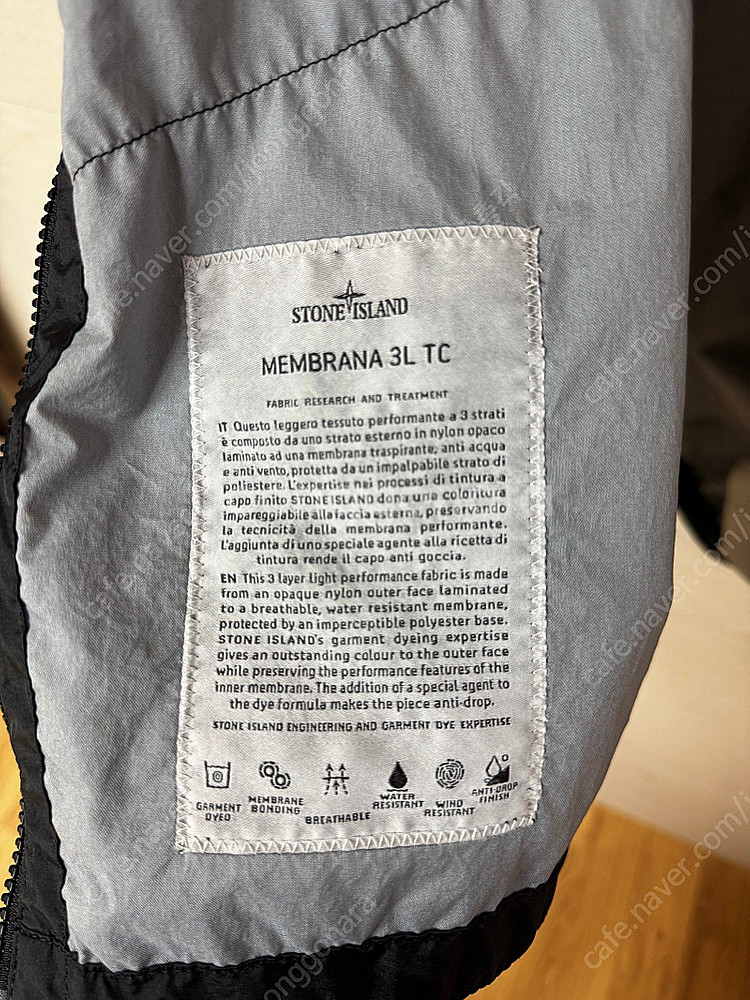 STONE ISLAND
MEMBRANA 3L TC
FABRIC RESEARCH AND TREATMENT
IT Questo leggero tessuto performante a 3 strati
è composto da uno strato esterno in nylon opaco
laminato ad una membrana traspirante, anti acqua
e anti vento, protetta da un impalpabile strato di
poliestere. L'expertise nei processi di tintura a
capo finito STONE ISLAND dona una coloritura
impareggiabile alla faccia esterna, preservando
la tecnicità della membrana performante.
L'aggiunta di uno speciale agente alla ricetta di
tintura rende il capo anti goccia.
EN This 3 layer light performance fabric is made
from an opaque nylon outer face laminated
to a breathable, water resistant membrane,
protected by an imperceptible polyester base.
STONE ISLAND's garment dyeing expertise
gives an outstanding colour to the outer face
while preserving the performance features of the
inner membrane. The addition of a special agent to
the dye formula makes the piece anti-drop.
STONE ISLAND ENGINEERING AND GARMENT DYE EXPERTISE
GARMENT DYED
MEMBRANE BONDING
BREATHABLE
WATER RESISTANT
WIND RESISTANT
ANTI-DROP FINISH
cafe.naver.com/joonggonara